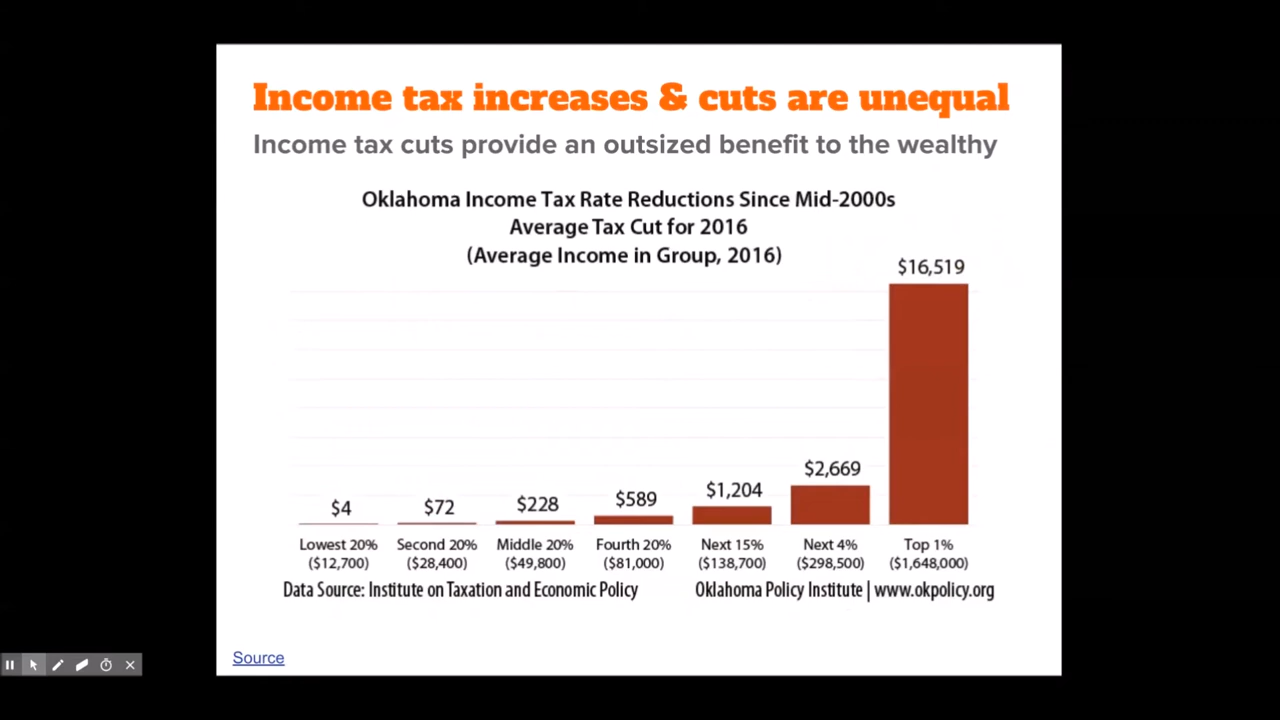 Income tax increases & cuts are unequal
Income tax cuts provide an outsized benefit to the wealthy
Oklahoma Income Tax Rate Reductions Since Mid-2000s
Average Tax Cut for 2016
(Average Income in Group, 2016)
$4 $72 $228 $589 $1,204 $2,669 $16,519
Lowest 20% Second 20% Middle 20% Fourth 20% Next 15% Next 4% Top 1%
($12,700) ($28,400) ($49,800) ($81,000) ($138,700) ($298,500) ($1,648,000)
Data Source: Institute on Taxation and Economic Policy Oklahoma Policy Institute | www.okpolicy.org
Source